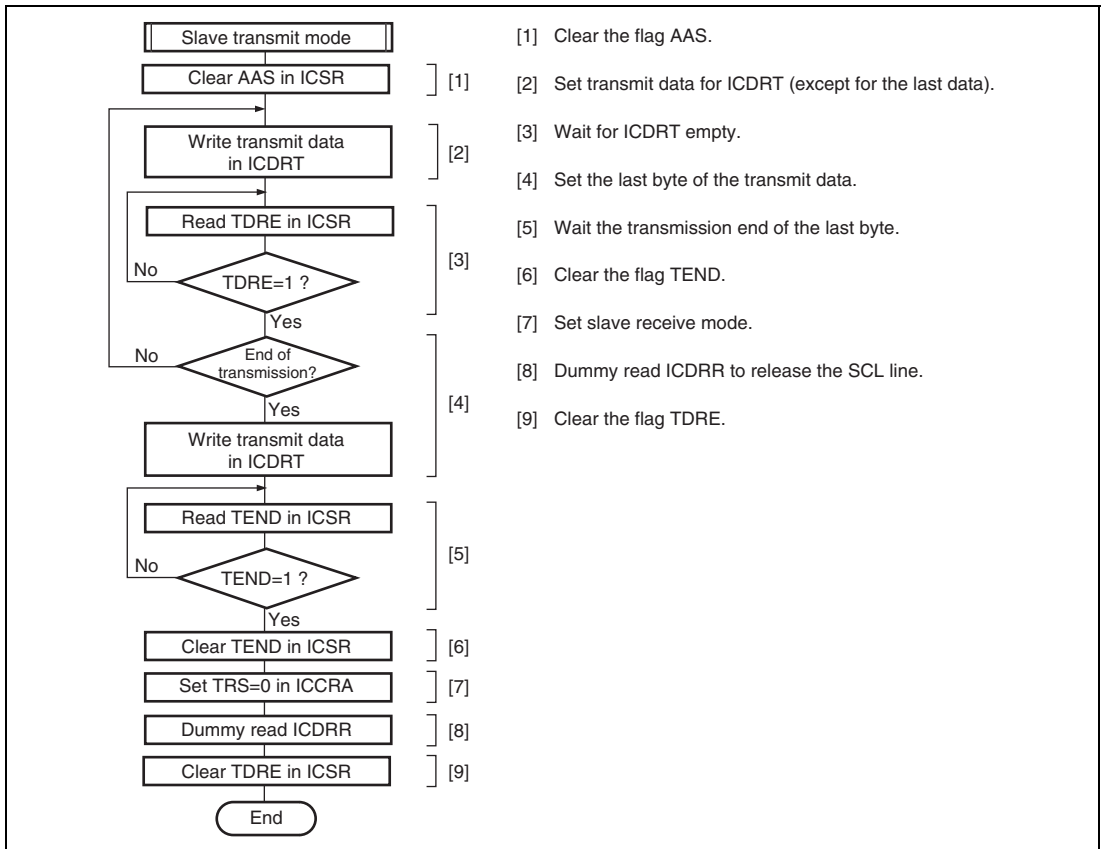 Slave transmit mode
Clear AAS in ICSR
[1]
Write transmit data
in ICDRT
[2]
Read TDRE in ICSR
No
TDRE=1 ?
[3]
Yes
No
End of
transmission?
Yes
[4]
Write transmit data
in ICDRT
Read TEND in ICSR
No
TEND=1 ?
[5]
Yes
Clear TEND in ICSR
[6]
Set TRS=0 in ICCRA
[7]
Dummy read ICDRR
[8]
Clear TDRE in ICSR
[9]
End
[1] Clear the flag AAS.
[2] Set transmit data for ICDRT (except for the last data).
[3] Wait for ICDRT empty.
[4] Set the last byte of the transmit data.
[5] Wait the transmission end of the last byte.
[6] Clear the flag TEND.
[7] Set slave receive mode.
[8] Dummy read ICDRR to release the SCL line.
[9] Clear the flag TDRE.